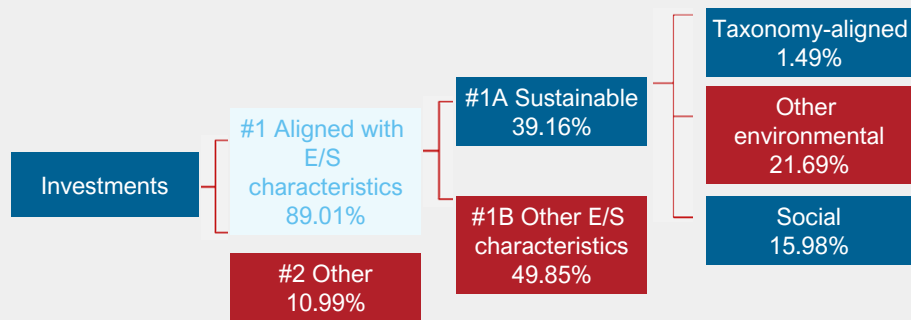 Investments
#1 Aligned with
E/S
characteristics
89.01%
#2 Other
10.99%
#1A Sustainable
39.16%
#1B Other E/S
characteristics
49.85%
Taxonomy-aligned
1.49%
Other
environmental
21.69%
Social
15.98%